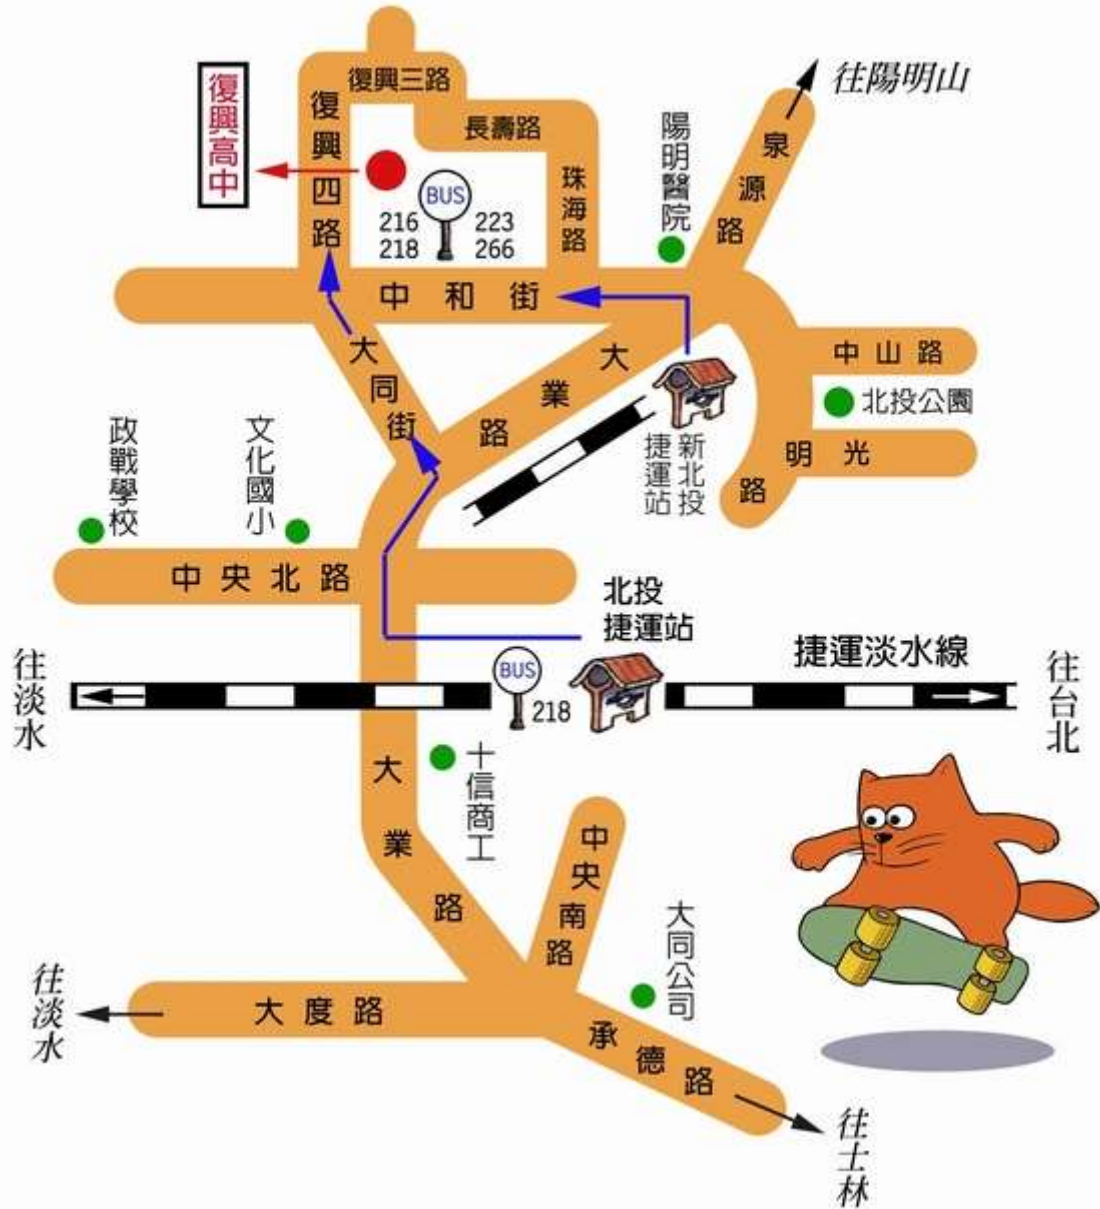 往陽明山
復興三路
復興四路
復興高中
長壽路
珠海路
陽明醫院
泉源路
BUS
216 223
218 266
中和街
大同街
大業路
中山路
北投公園
明光路
新北投
捷運站
政戰學校
文化國小
中央北路
北投
捷運站
捷運淡水線
往淡水
往台北
BUS
218
十信商工
大業路
中央南路
大同公司
往淡水
大度路
承德路
往士林